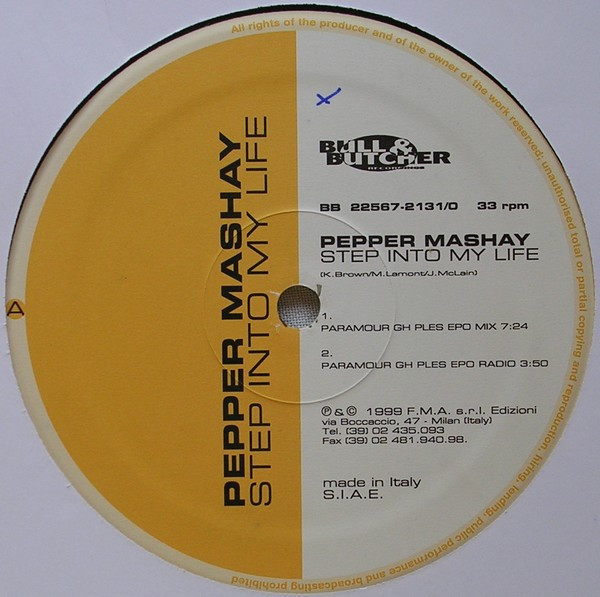 All rights of the producer and of the owner of the work reserved; unauthorised total or partial copying and reproduction, hiring, lending, public performance and broadcasting prohibited
A
PEPPER MASHAY
STEP INTO MY LIFE
x
BULL &
BUTCHER
RECORDINGS
BB 22567-2131/0 33 rpm
PEPPER MASHAY
STEP INTO MY LIFE
(K.Brown/M.Lamont/J.McLain)
1.
PARAMOUR GH PLES EPO MIX 7:24
2.
PARAMOUR GH PLES EPO RADIO 3:50
℗ & © 1999 F.M.A. s.r.l. Edizioni
via Boccaccio, 47 - Milan (Italy)
Tel. (39) 02 435.093
Fax (39) 02 481.940.98.
made in Italy
S.I.A.E.